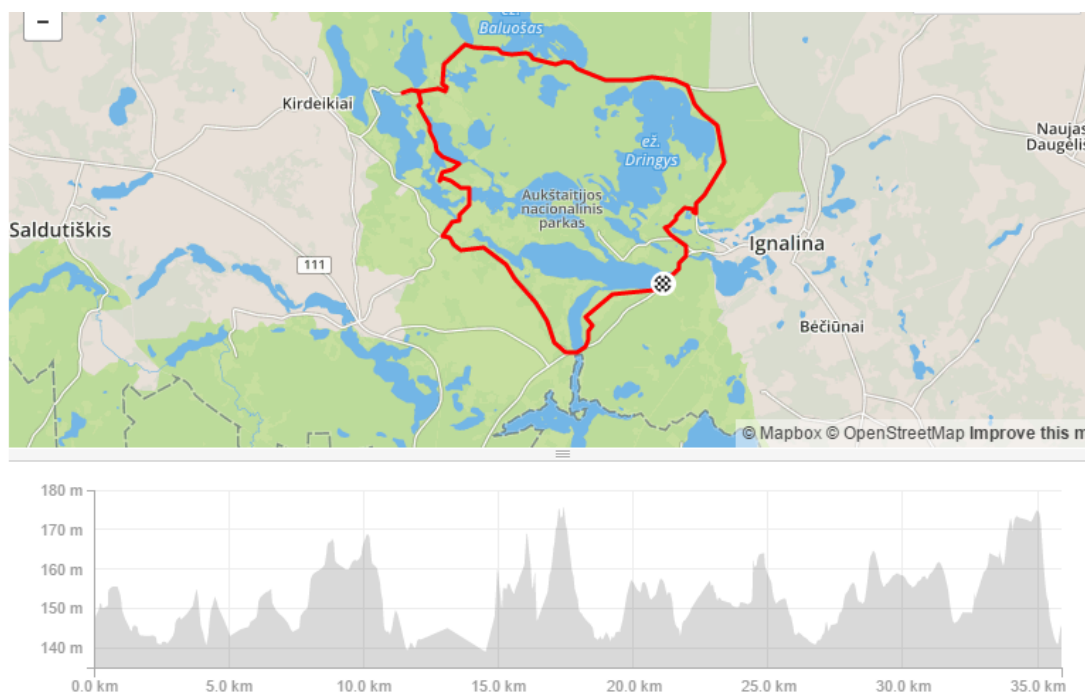 −
ež.
Baluošas
Kirdeikiai
Naujas
Daugėlis
ež.
Dringys
Aukštaitijos
nacionalinis
parkas
Saldutiškis
Ignalina
111
Bėčiūnai
© Mapbox © OpenStreetMap Improve this m
180 m
170 m
160 m
150 m
140 m
0.0 km 5.0 km 10.0 km 15.0 km 20.0 km 25.0 km 30.0 km 35.0 km